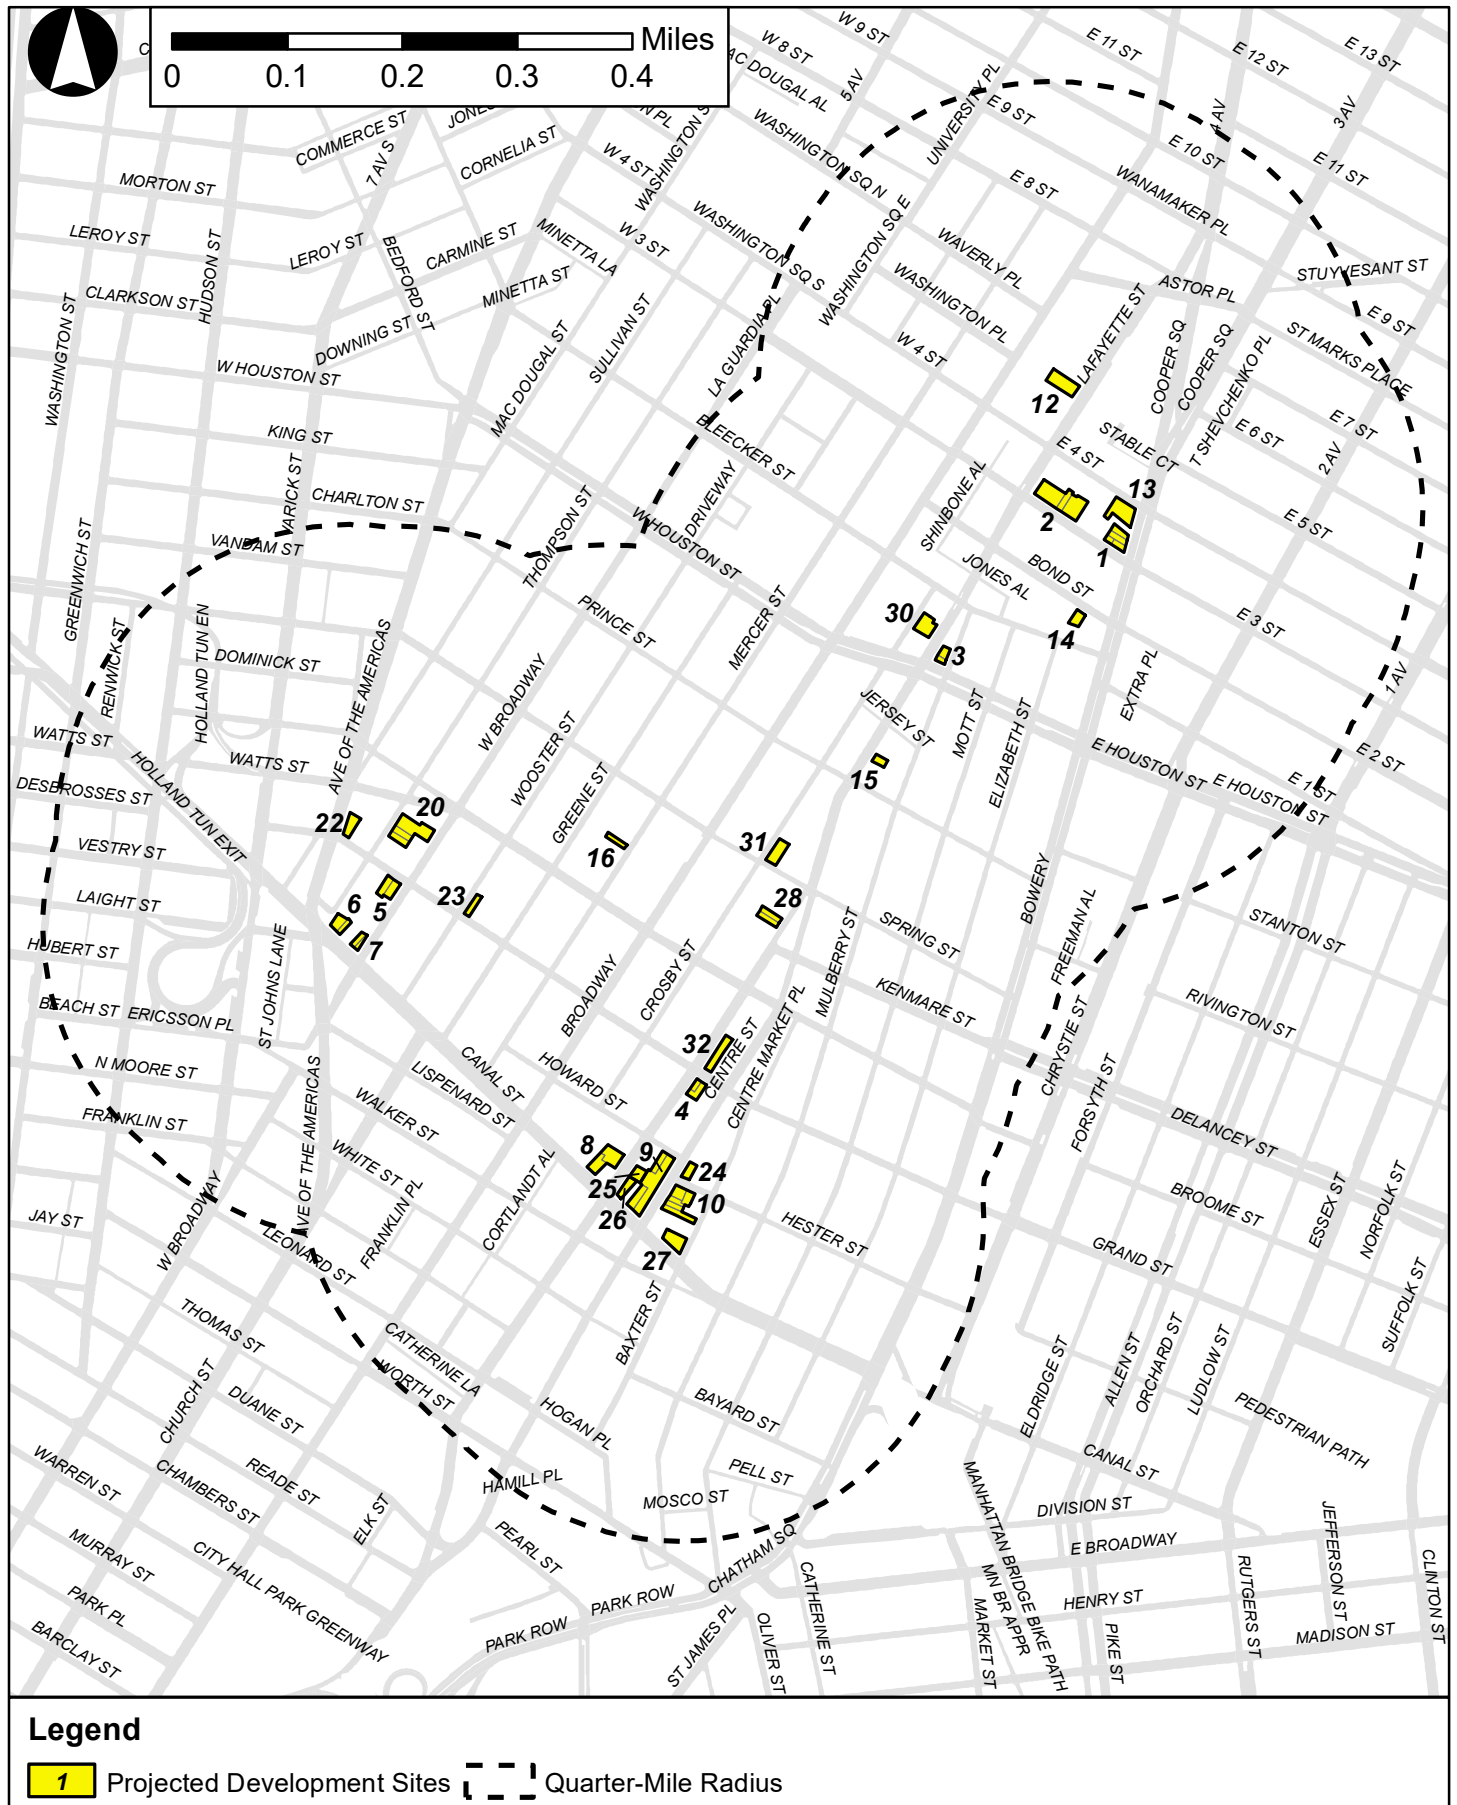 Miles
0 0.1 0.2 0.3 0.4
C
W 9 ST
W 8 ST
AC DOUGAL AL
5 AV
E 11 ST
E 12 ST
E 13 ST
3 AV
4 AV
UNIVERSITY PL
E 9 ST
E 10 ST
E 11 ST
COMMERCE ST
JONES
N PL
WASHINGTON S
7 AV S
CORNELIA ST
W 4 ST
WASHINGTON SQ N
E 8 ST
WANAMAKER PL
MORTON ST
LEROY ST
HUDSON ST
LEROY ST
BEDFORD ST
CARMINE ST
MINETTA LA
W 3 ST
WASHINGTON SQ S
WASHINGTON SQ E
WAVERLY PL
WASHINGTON PL
STUYVESANT ST
ASTOR PL
E 9 ST
ST MARKS PLACE
CLARKSON ST
MINETTA ST
DOWNING ST
WASHINGTON ST
W HOUSTON ST
MAC DOUGAL ST
SULLIVAN ST
LA GUARDIA PL
W 4 ST
LAFAYETTE ST
COOPER SQ
COOPER SQ
T SHEVCHENKO PL
12
E 7 ST
E 6 ST
2 AV
KING ST
BLEECKER ST
E 4 ST
STABLE CT
VARICK ST
CHARLTON ST
THOMPSON ST
DRIVEWAY
SHINBONE AL
2
13
1
E 5 ST
VANDAM ST
W HOUSTON ST
GREENWICH ST
JONES AL
BOND ST
PRINCE ST
MERCER ST
30
3
14
E 3 ST
RENWICK ST
HOLLAND TUN EN
DOMINICK ST
AVE OF THE AMERICAS
W BROADWAY
JERSEY ST
MOTT ST
ELIZABETH ST
EXTRA PL
1 AV
WATTS ST
WATTS ST
HOLLAND TUN EXIT
WOOSTER ST
GREENE ST
15
E HOUSTON ST
E HOUSTON ST
E 1 ST
E 2 ST
DESBROSSES ST
22
20
16
31
VESTRY ST
6
5
23
28
LAIGHT ST
7
HUBERT ST
ST JOHNS LANE
BROADWAY
CROSBY ST
MULBERRY ST
SPRING ST
BOWERY
FREEMAN AL
STANTON ST
BEACH ST
ERICSSON PL
KENMARE ST
RIVINGTON ST
N MOORE ST
CANAL ST
LISPENARD ST
HOWARD ST
32
CENTRE ST
CENTRE MARKET PL
4
CHRYSTIE ST
FORSYTH ST
FRANKLIN ST
AVE OF THE AMERICAS
WALKER ST
WHITE ST
DELANCEY ST
8
9
24
25
26
10
27
JAY ST
W BROADWAY
FRANKLIN PL
CORTLANDT AL
LEONARD ST
HESTER ST
BROOME ST
GRAND ST
ESSEX ST
NORFOLK ST
SUFFOLK ST
THOMAS ST
CATHERINE LA
WORTH ST
BAXTER ST
ELDRIDGE ST
ALLEN ST
ORCHARD ST
LUDLOW ST
CHURCH ST
DUANE ST
HOGAN PL
BAYARD ST
PEDESTRIAN PATH
WARREN ST
CHAMBERS ST
READE ST
HAMILL PL
PELL ST
CANAL ST
MOSCO ST
ELK ST
DIVISION ST
MURRAY ST
CITY HALL PARK GREENWAY
PEARL ST
CHATHAM SQ
E BROADWAY
MANHATTAN BRIDGE BIKE PATH
MN BR APPR
PARK PL
PARK ROW
PARK ROW
CATHERINE ST
HENRY ST
RUTGERS ST
JEFFERSON ST
CLINTON ST
BARCLAY ST
ST JAMES PL
OLIVER ST
MARKET ST
PIKE ST
MADISON ST
Legend
1 Projected Development Sites
Quarter-Mile Radius